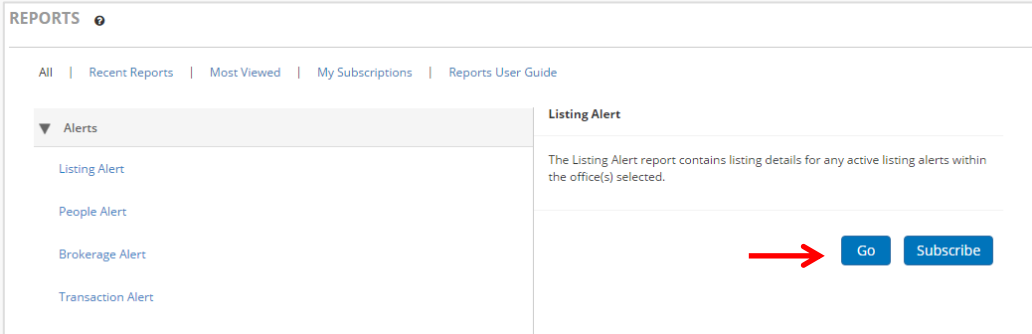 REPORTS ?
All | Recent Reports | Most Viewed | My Subscriptions | Reports User Guide
Alerts
Listing Alert
People Alert
Brokerage Alert
Transaction Alert
Listing Alert
The Listing Alert report contains listing details for any active listing alerts within
the office(s) selected.
Go
Subscribe